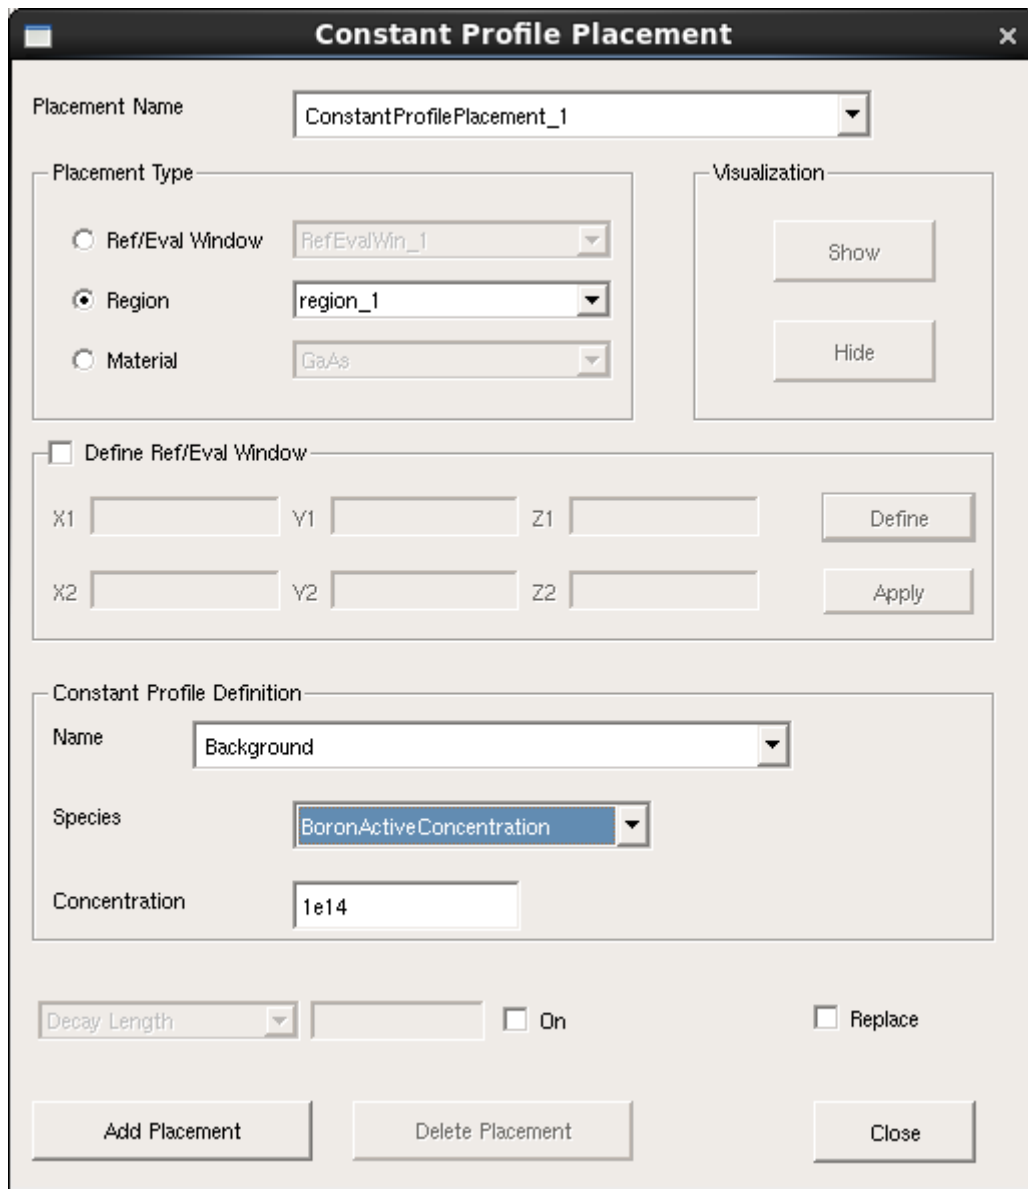 Constant Profile Placement
Placement Name ConstantProfilePlacement_1
Placement Type Visualization
Ref/Eval Window RefEvalWin_1 Show
Region region_1
Material GaAs Hide
Define Ref/Eval Window
X1 Y1 Z1 Define
X2 Y2 Z2 Apply
Constant Profile Definition
Name Background
Species BoronActiveConcentration
Concentration 1e14
Decay Length On Replace
Add Placement Delete Placement Close